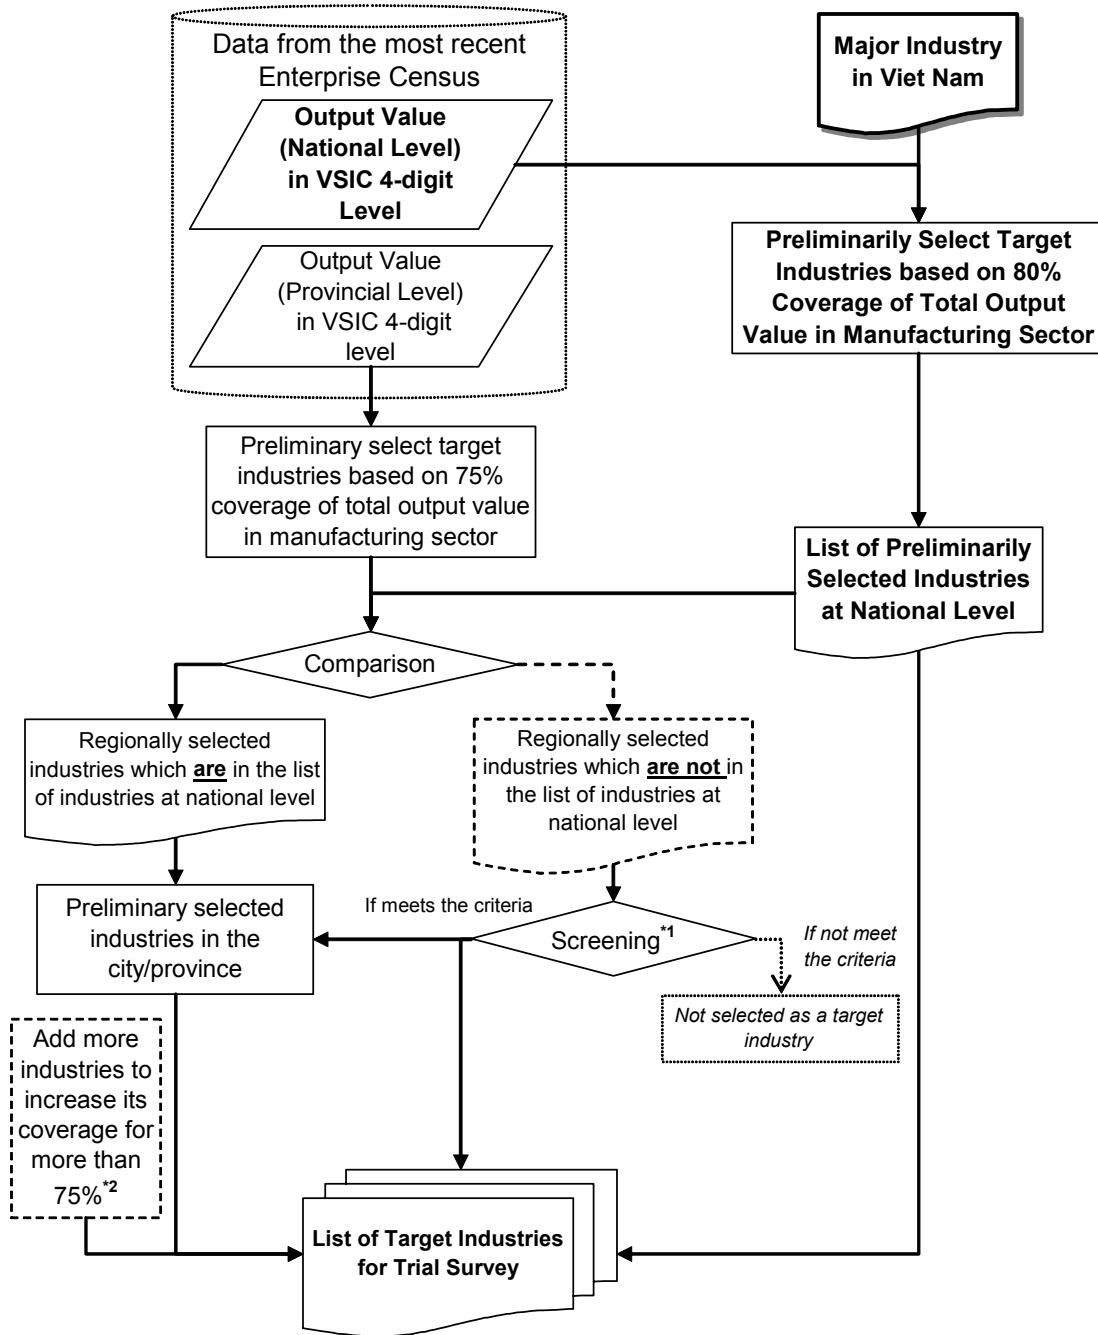 Data from the most recent
Enterprise Census
Output Value
(National Level)
in VSIC 4-digit
Level
Output Value
(Provincial Level)
in VSIC 4-digit
level
Major Industry
in Viet Nam
Preliminarily Select Target
Industries based on 80%
Coverage of Total Output
Value in Manufacturing Sector
Preliminary select target
industries based on 75%
coverage of total output value
in manufacturing sector
List of Preliminarily
Selected Industries
at National Level
Comparison
Regionally selected
industries which are in the list
of industries at national level
Regionally selected
industries which are not in
the list of industries at
national level
Preliminary selected
industries in the
city/province
If meets the criteria
Screening*1
If not meet
the criteria
Not selected as a target
industry
Add more
industries to
increase its
coverage for
more than
75%*2
List of Target Industries
for Trial Survey